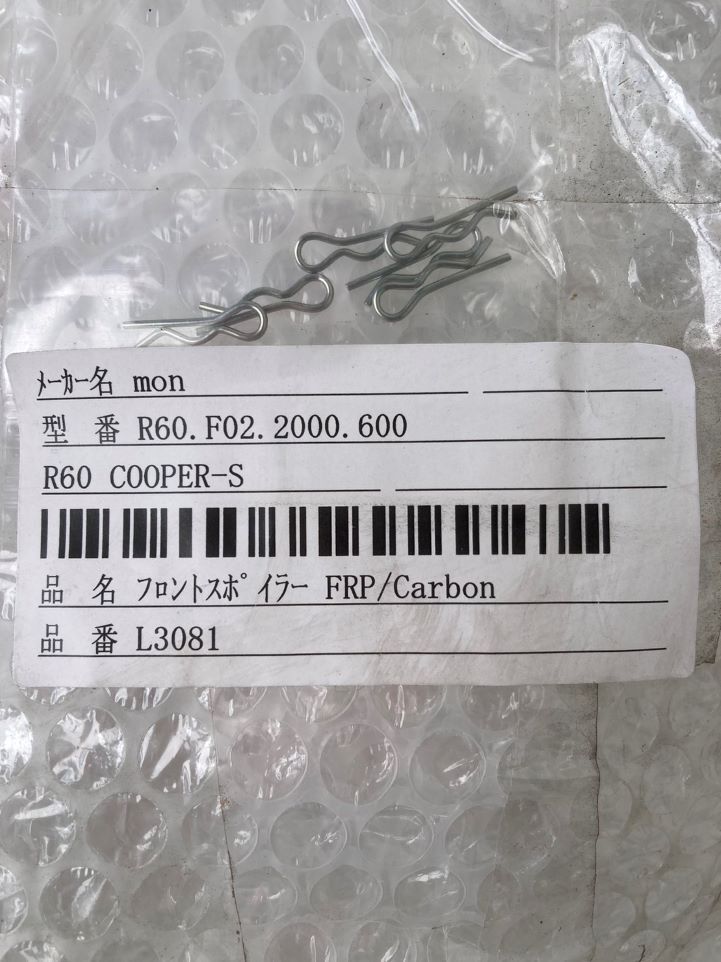 ﾒｰｶｰ名 mon
型 番 R60.F02.2000.600
R60 COOPER-S
品 名 ﾌﾛﾝﾄｽﾎﾟｲﾗｰ FRP/Carbon
品 番 L3081